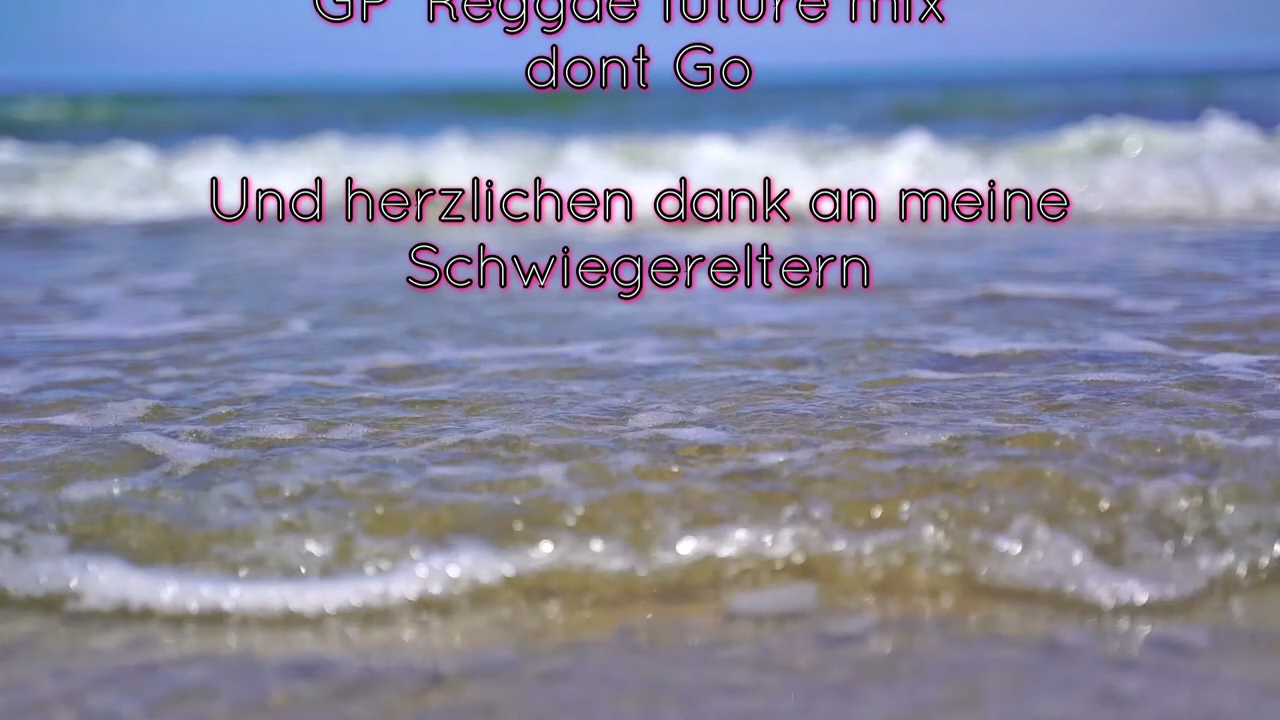 GP Reggae future mix
dont Go
Und herzlichen dank an meine
Schwiegereltern